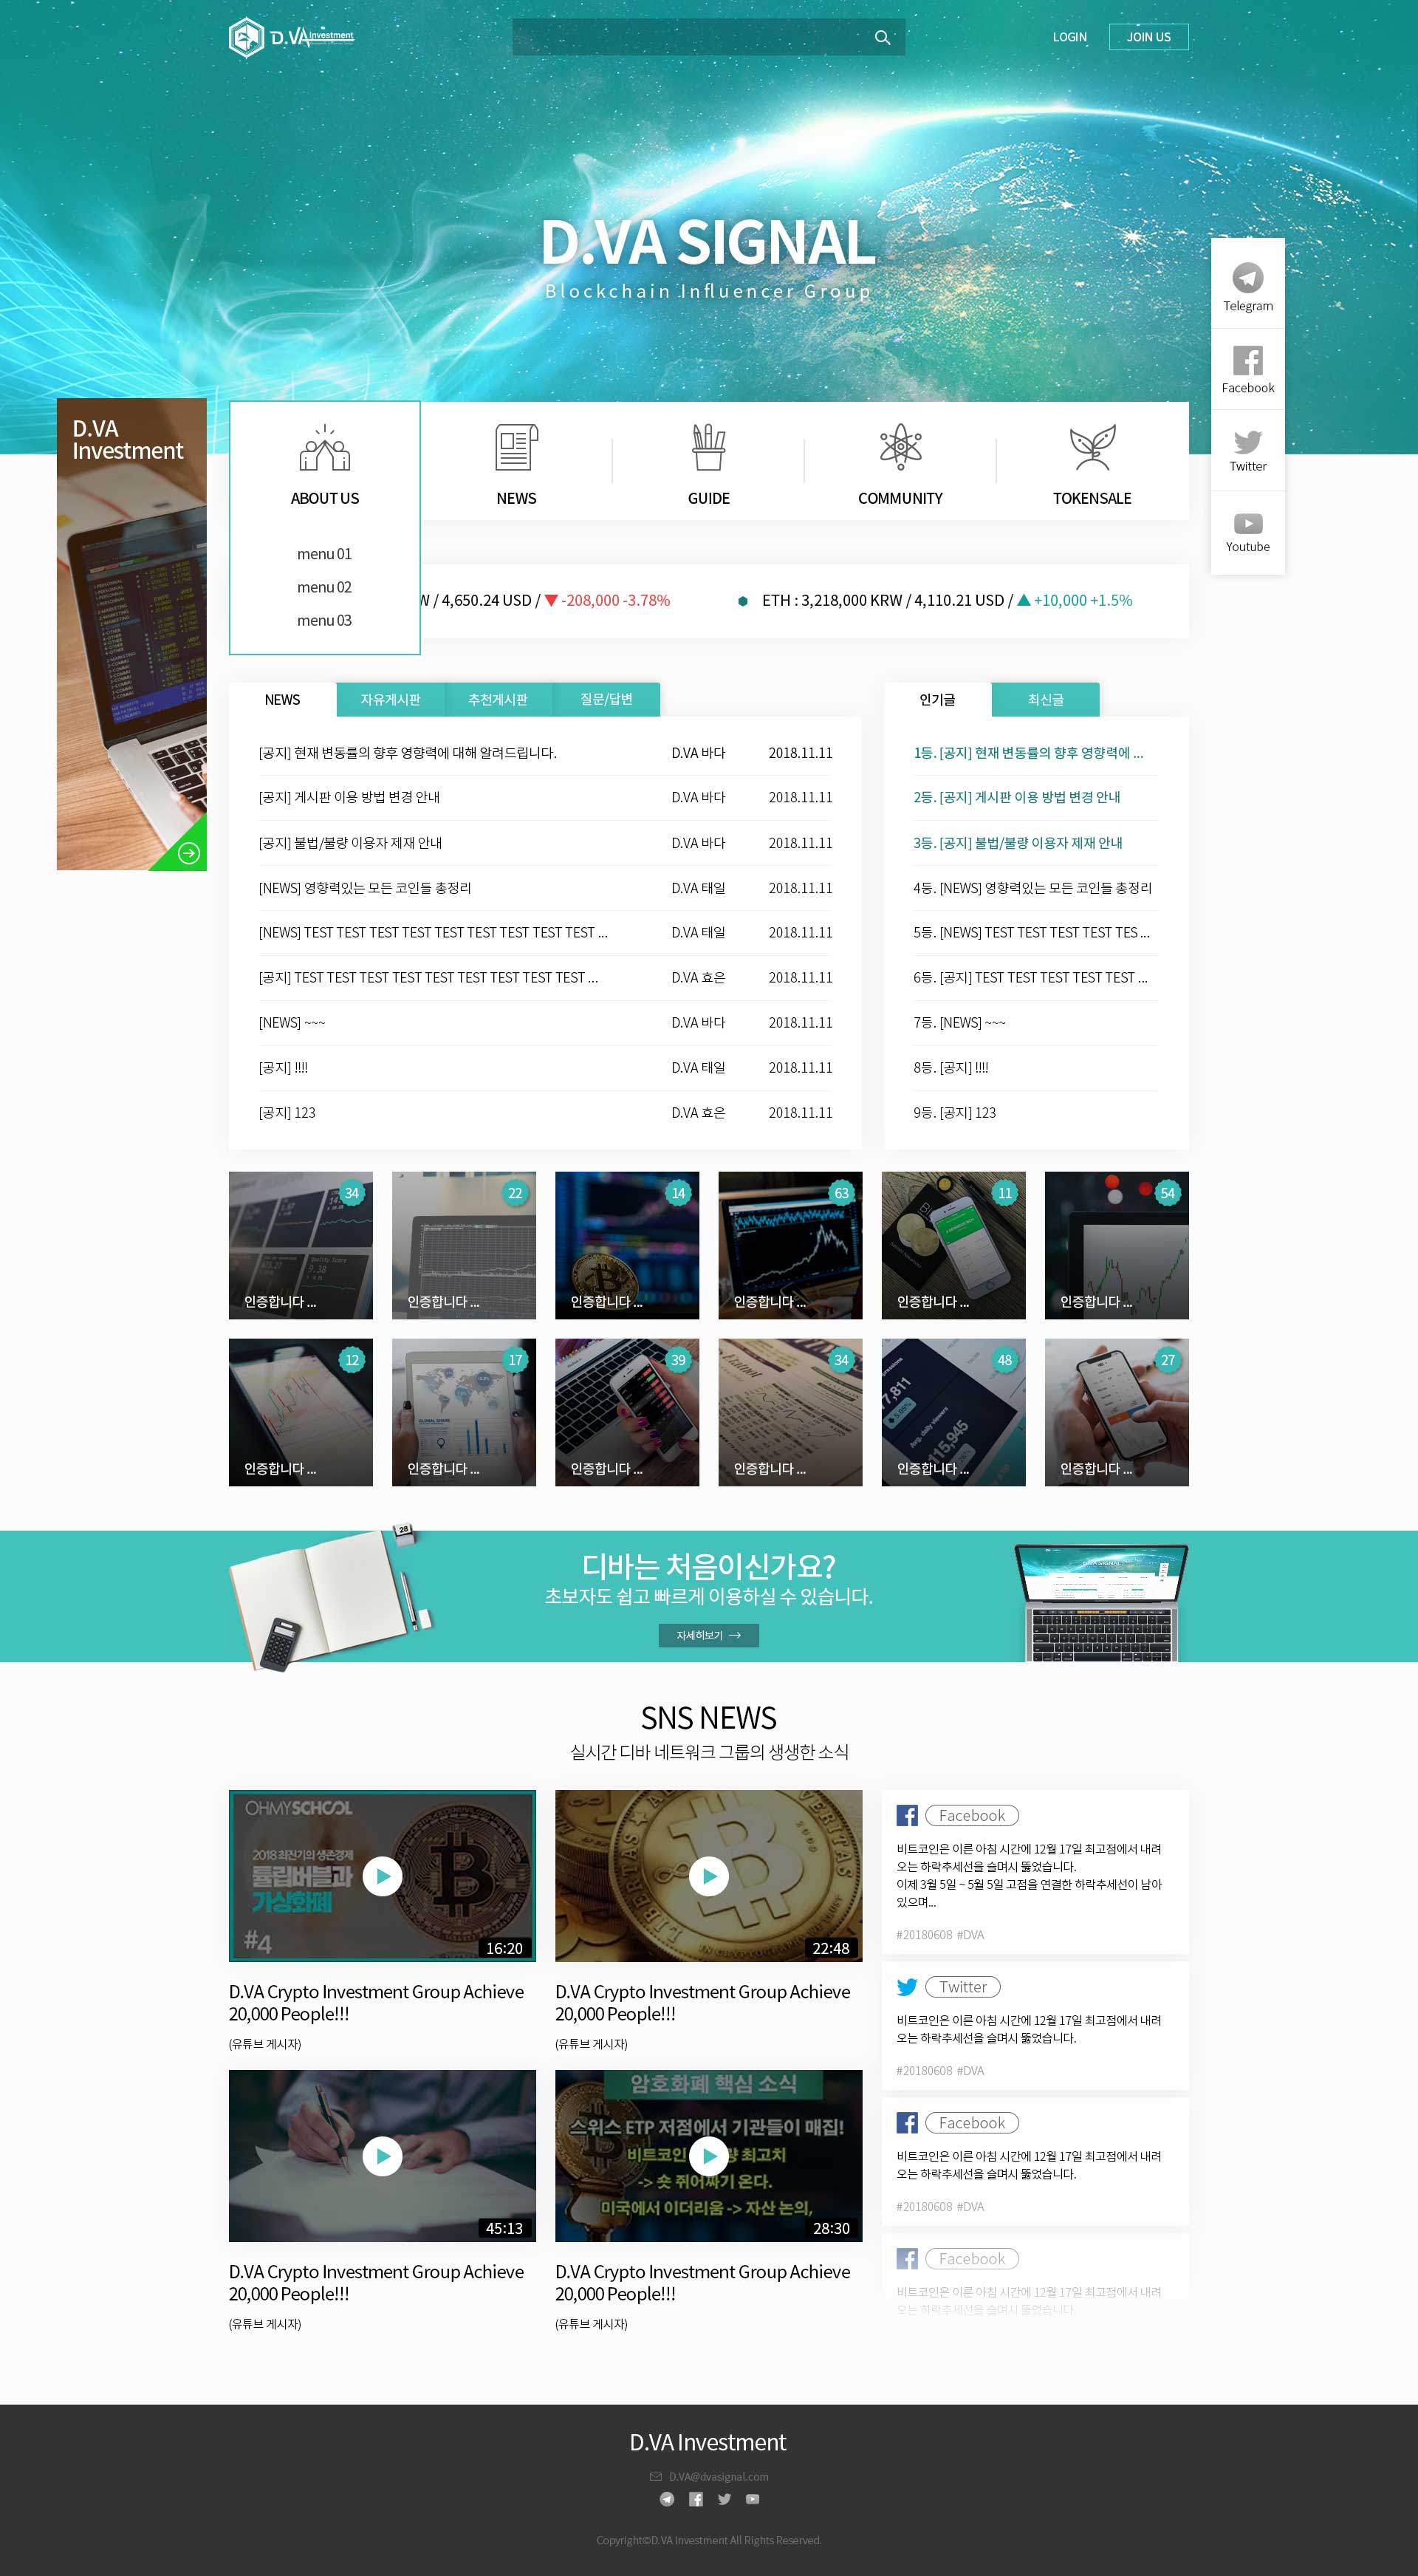 D.VA Investment
LOGIN
JOIN US
D.VA SIGNAL
Blockchain Influencer Group
Telegram
Facebook
Twitter
Youtube
D.VA
Investment
ABOUT US
NEWS
GUIDE
COMMUNITY
TOKENSALE
menu 01
menu 02
menu 03
/ 4,650.24 USD / ▼ -208,000 -3.78%
ETH : 3,218,000 KRW / 4,110.21 USD / ▲ +10,000 +1.5%
NEWS 자유게시판 추천게시판 질문/답변
[공지] 현재 변동률의 향후 영향력에 대해 알려드립니다. D.VA 바다 2018.11.11
[공지] 게시판 이용 방법 변경 안내 D.VA 바다 2018.11.11
[공지] 불법/불량 이용자 제재 안내 D.VA 바다 2018.11.11
[NEWS] 영향력있는 모든 코인들 총정리 D.VA 태일 2018.11.11
[NEWS] TEST TEST TEST TEST TEST TEST TEST TEST TEST ... D.VA 태일 2018.11.11
[공지] TEST TEST TEST TEST TEST TEST TEST TEST TEST ... D.VA 효은 2018.11.11
[NEWS] ~~~ D.VA 바다 2018.11.11
[공지] !!!! D.VA 태일 2018.11.11
[공지] 123 D.VA 효은 2018.11.11
인기글 최신글
1등. [공지] 현재 변동률의 향후 영향력에 ...
2등. [공지] 게시판 이용 방법 변경 안내
3등. [공지] 불법/불량 이용자 제재 안내
4등. [NEWS] 영향력있는 모든 코인들 총정리
5등. [NEWS] TEST TEST TEST TEST TES ...
6등. [공지] TEST TEST TEST TEST TEST ...
7등. [NEWS] ~~~
8등. [공지] !!!!
9등. [공지] 123
34
인증합니다 ...
22
인증합니다 ...
14
인증합니다 ...
63
인증합니다 ...
11
인증합니다 ...
54
인증합니다 ...
12
인증합니다 ...
17
GLOBAL SHARE
인증합니다 ...
39
인증합니다 ...
34
인증합니다 ...
48
7,811
Avg. daily viewers
115,945
인증합니다 ...
27
인증합니다 ...
28
디바는 처음이신가요?
초보자도 쉽고 빠르게 이용하실 수 있습니다.
자세히보기 →
SNS NEWS
실시간 디바 네트워크 그룹의 생생한 소식
OHMYSCHOOL
2018 최진기의 생존경제
튤립버블과
가상화폐
#4
16:20
D.VA Crypto Investment Group Achieve
20,000 People!!!
(유튜브 게시자)
22:48
D.VA Crypto Investment Group Achieve
20,000 People!!!
(유튜브 게시자)
45:13
D.VA Crypto Investment Group Achieve
20,000 People!!!
(유튜브 게시자)
암호화폐 핵심 소식
스위스 ETP 저점에서 기관들이 매집!
비트코인 최고치
-> 숏 쥐어짜기 온다.
미국에서 이더리움 -> 자산 논의,
28:30
D.VA Crypto Investment Group Achieve
20,000 People!!!
(유튜브 게시자)
Facebook
비트코인은 이른 아침 시간에 12월 17일 최고점에서 내려
오는 하락추세선을 슬며시 뚫었습니다.
이제 3월 5일 ~ 5월 5일 고점을 연결한 하락추세선이 남아
있으며...
#20180608 #DVA
Twitter
비트코인은 이른 아침 시간에 12월 17일 최고점에서 내려
오는 하락추세선을 슬며시 뚫었습니다.
#20180608 #DVA
Facebook
비트코인은 이른 아침 시간에 12월 17일 최고점에서 내려
오는 하락추세선을 슬며시 뚫었습니다.
#20180608 #DVA
Facebook
비트코인은 이른 아침 시간에 12월 17일 최고점에서 내려
오는 하락추세선을 슬며시 뚫었습니다.
D.VA Investment
D.VA@dvasignal.com
Copyright©D.VA Investment All Rights Reserved.